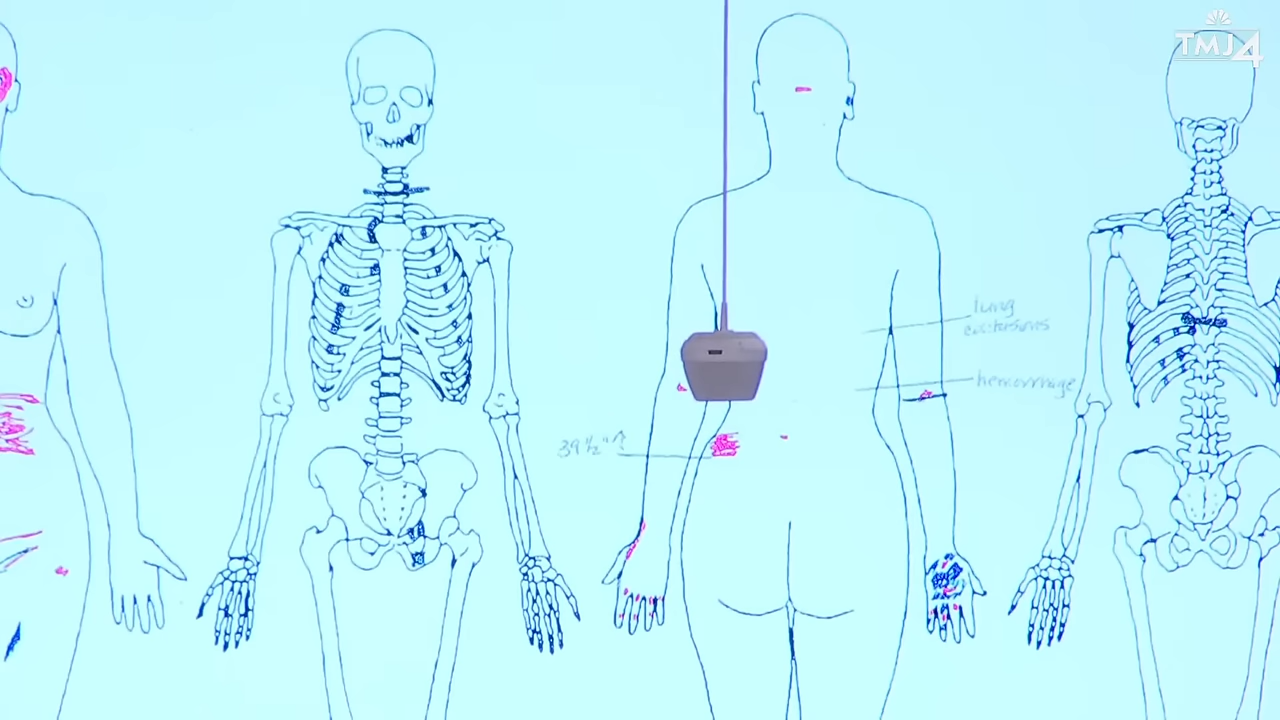 TMJ4
lung
contusions
hemorrhage
39 ½" ↑